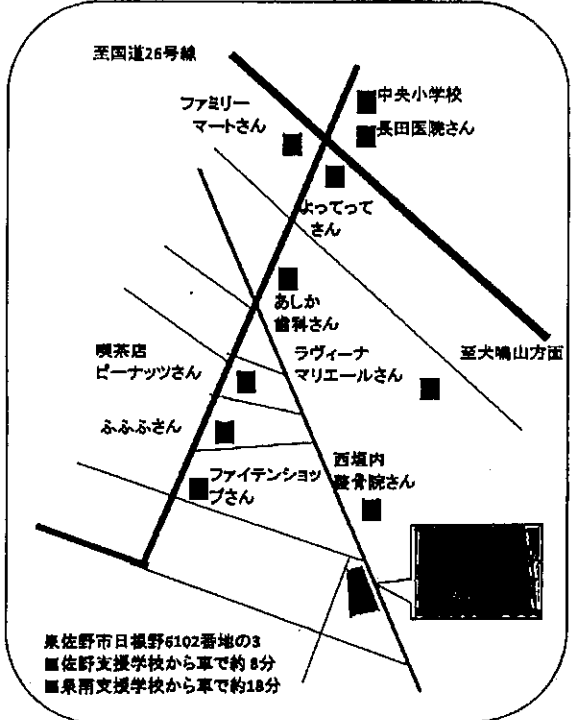 至国道26号線
ファミリー
マートさん
中央小学校
長田医院さん
よってって
さん
あしか
歯科さん
喫茶店
ピーナッツさん
ラヴィーナ
マリエールさん
至犬鳴山方面
ふふふさん
西垣内
整骨院さん
ファイテンショッ
プさん
泉佐野市日根野6102番地の3
■佐野支援学校から車で約8分
■泉南支援学校から車で約18分